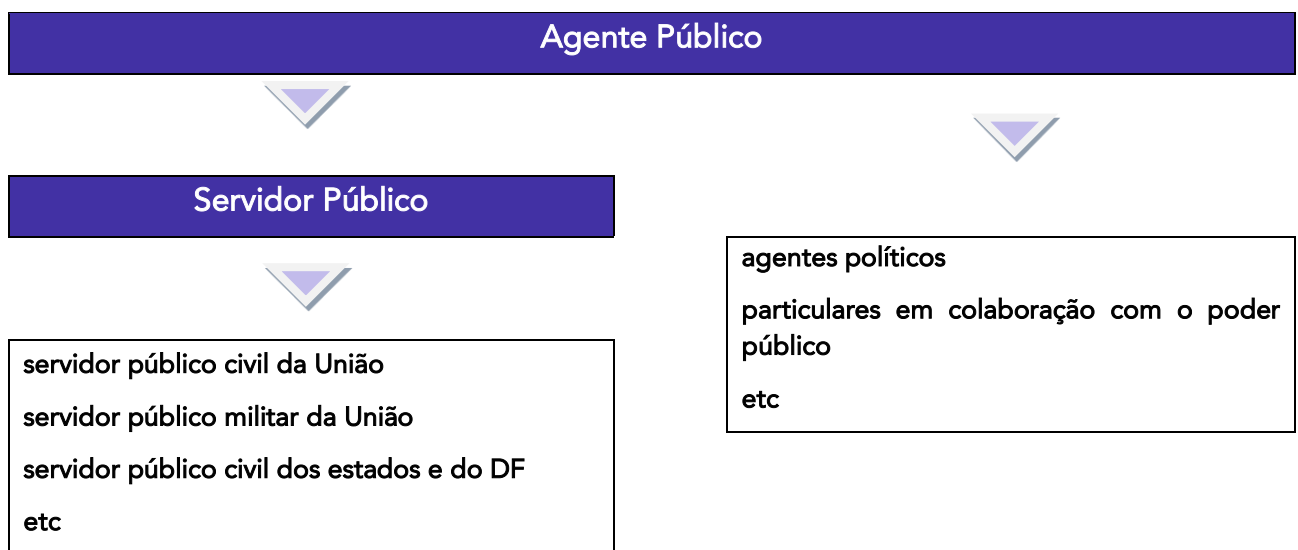 Agente Público
Servidor Público
servidor público civil da União
servidor público militar da União
servidor público civil dos estados e do DF
etc
agentes políticos
particulares em colaboração com o poder
público
etc